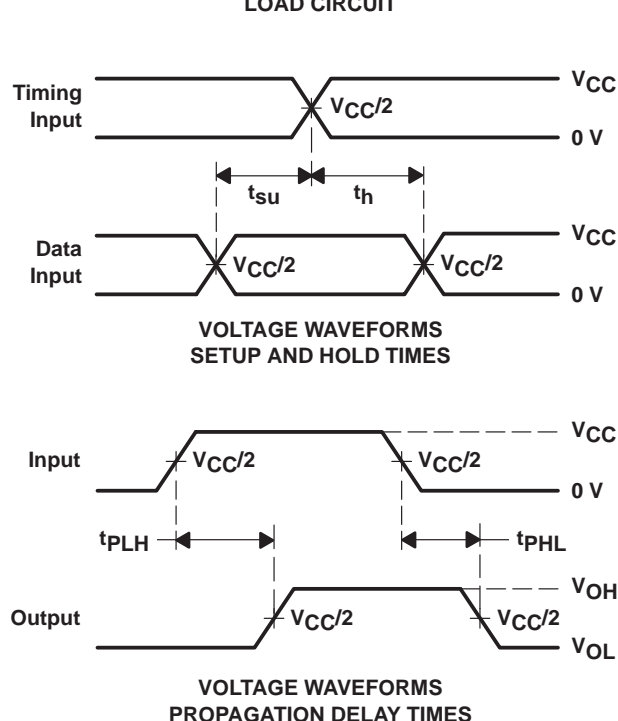 LOAD CIRCUIT
Timing
Input
VCC/2
VCC
0 V
tsu
th
Data
Input
VCC/2
VCC/2
VCC
0 V
VOLTAGE WAVEFORMS
SETUP AND HOLD TIMES
Input
VCC/2
VCC/2
VCC
0 V
tPLH
tPHL
Output
VCC/2
VCC/2
VOH
VOL
VOLTAGE WAVEFORMS
PROPAGATION DELAY TIMES